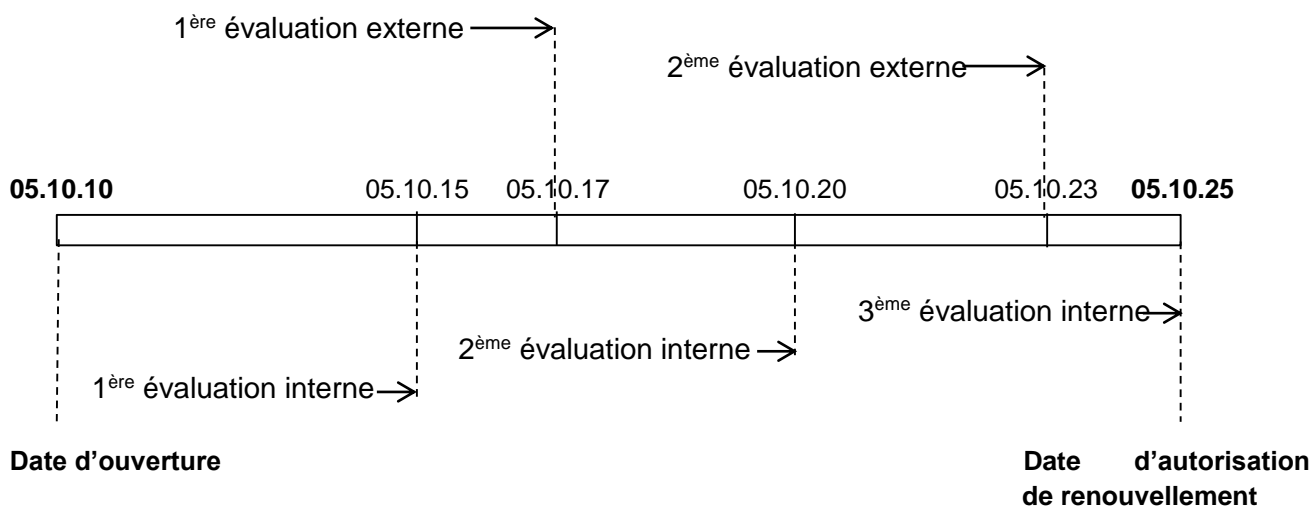 1ère évaluation externe
2ème évaluation externe
05.10.10 05.10.15 05.10.17 05.10.20 05.10.23 05.10.25
3ème évaluation interne
2ème évaluation interne
1ère évaluation interne
Date d’ouverture
Date d’autorisation
de renouvellement